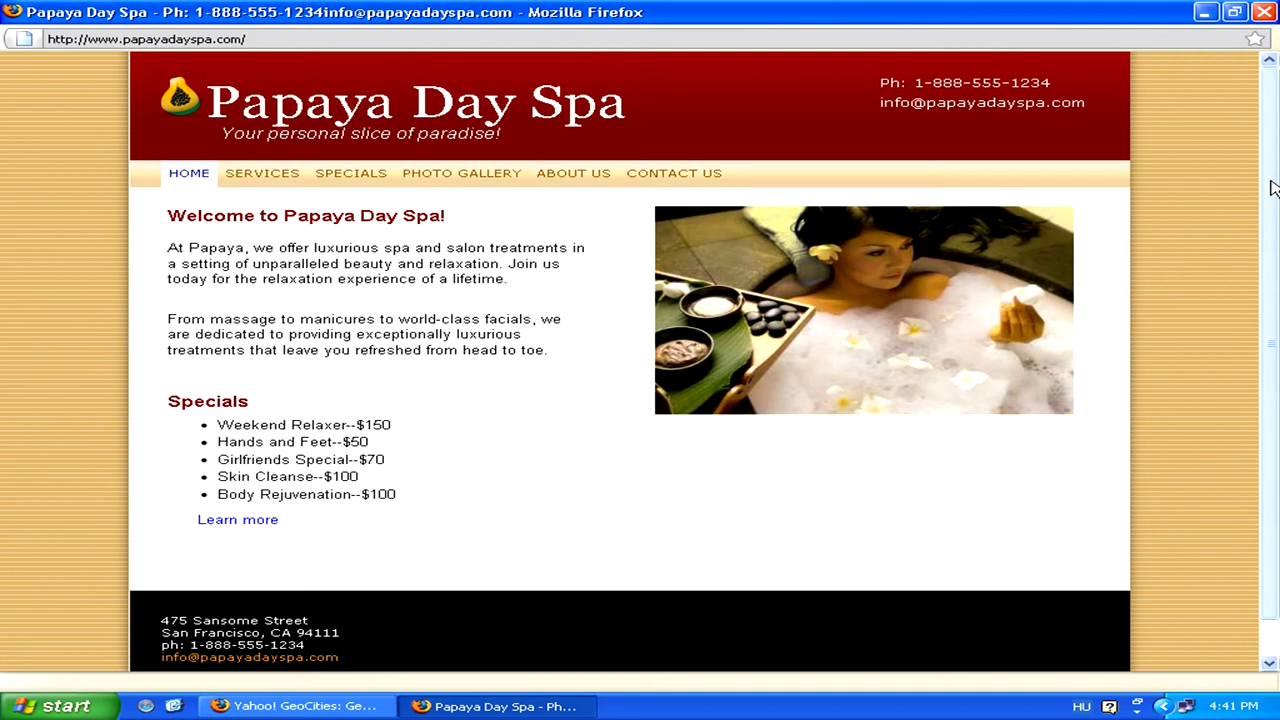 Papaya Day Spa - Ph: 1-888-555-1234info@papayadayspa.com - Mozilla Firefox
http://www.papayadayspa.com/
Papaya Day Spa
Your personal slice of paradise!
Ph: 1-888-555-1234
info@papayadayspa.com
HOME SERVICES SPECIALS PHOTO GALLERY ABOUT US CONTACT US
Welcome to Papaya Day Spa!
At Papaya, we offer luxurious spa and salon treatments in
a setting of unparalleled beauty and relaxation. Join us
today for the relaxation experience of a lifetime.
From massage to manicures to world-class facials, we
are dedicated to providing exceptionally luxurious
treatments that leave you refreshed from head to toe.
Specials
• Weekend Relaxer--$150
• Hands and Feet--$50
• Girlfriends Special--$70
• Skin Cleanse--$100
• Body Rejuvenation--$100
Learn more
475 Sansome Street
San Francisco, CA 94111
ph: 1-888-555-1234
info@papayadayspa.com
start Yahoo! GeoCities: Ge... Papaya Day Spa - Ph... HU 4:41 PM